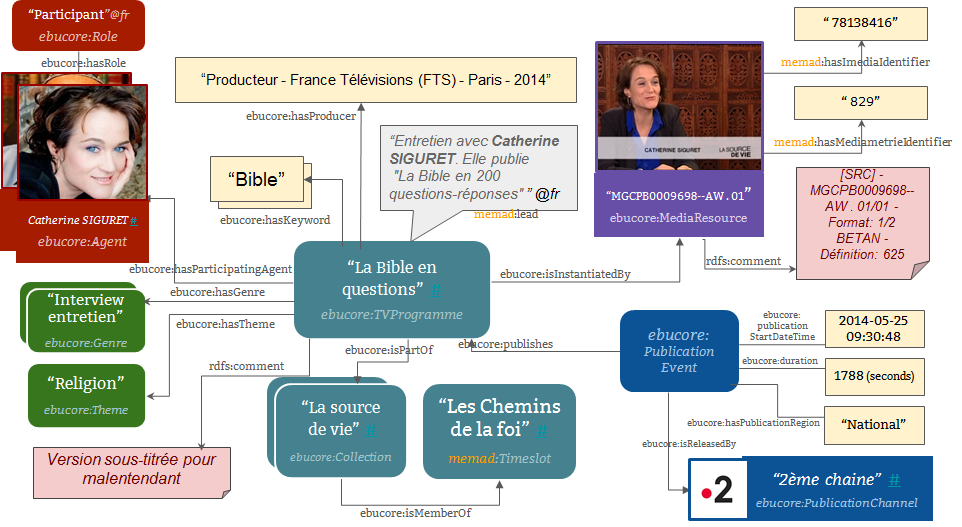 “Participant”@fr
ebucore:Role
ebucore:hasRole
Catherine SIGURET #
ebucore:Agent
“Producteur - France Télévisions (FTS) - Paris - 2014”
ebucore:hasProducer
“Bible”
ebucore:hasKeyword
“Entretien avec Catherine
SIGURET. Elle publie
"La Bible en 200
questions-réponses" ” @fr
memad:lead
CATHERINE SIGURET
LA SOURCE
DE VIE
“MGCPB0009698--AW.01”
ebucore:MediaResource
“ 78138416”
memad:hasImediaIdentifier
“ 829”
memad:hasMediametrieIdentifier
[SRC] -
MGCPB0009698--
AW . 01/01 -
Format: 1/2
BETAN -
Définition: 625
rdfs:comment
ebucore:hasParticipatingAgent
ebucore:hasGenre
ebucore:hasTheme
“La Bible en
questions” #
ebucore:TVProgramme
ebucore:isInstantiatedBy
“Interview
entretien”
ebucore:Genre
“Religion”
ebucore:Theme
rdfs:comment
Version sous-titrée pour
malentendant
ebucore:isPartOf
“La source
de vie” #
ebucore:Collection
“Les Chemins
de la foi” #
memad:Timeslot
ebucore:isMemberOf
ebucore:publishes
ebucore:
Publication
Event
ebucore:
publication
StartDateTime
2014-05-25
09:30:48
ebucore:duration
1788 (seconds)
ebucore:hasPublicationRegion
“National”
ebucore:isReleasedBy
2
“2ème chaine” #
ebucore:PublicationChannel